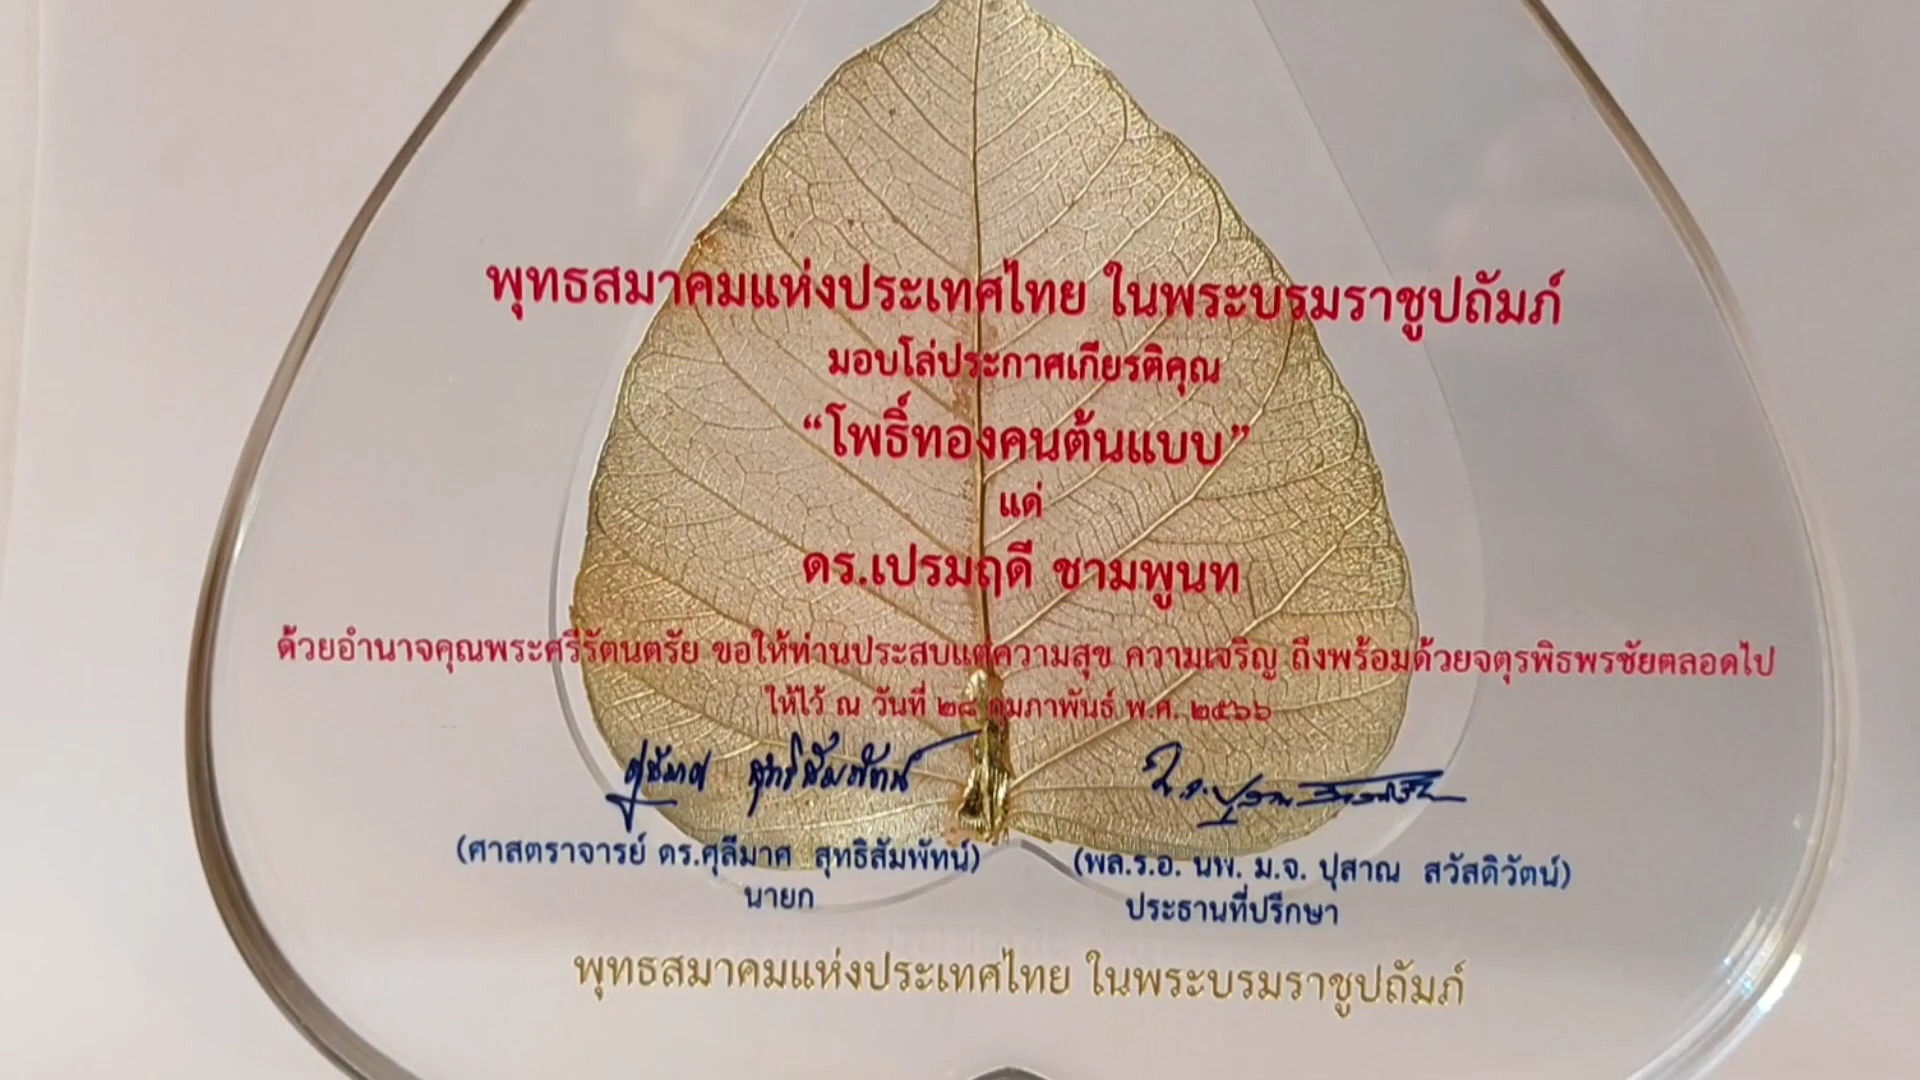 พุทธสมาคมแห่งประเทศไทย ในพระบรมราชูปถัมภ์
มอบโล่ประกาศเกียรติคุณ
“โพธิ์ทองคนต้นแบบ”
แด่
ดร.เปรมฤดี ชามพูนท
ด้วยอำนาจคุณพระศรีรัตนตรัย ขอให้ท่านประสบแต่ความสุข ความเจริญ ถึงพร้อมด้วยจตุรพิธพรชัยตลอดไป
ให้ไว้ ณ วันที่ ๒๘ กุมภาพันธ์ พ.ศ. ๒๕๖๖
(ศาสตราจารย์ ดร.ศุลีมาศ สุทธิสัมพัทน์) (พล.ร.อ. นพ. ม.จ. ปุสาณ สวัสดิวัตน์)
นายก ประธานที่ปรึกษา
พุทธสมาคมแห่งประเทศไทย ในพระบรมราชูปถัมภ์